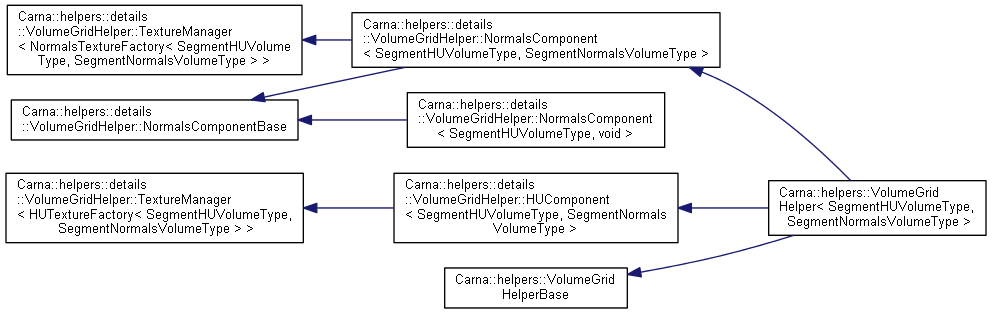 Carna::helpers::details
::VolumeGridHelper::TextureManager
< NormalsTextureFactory< SegmentHUVolume
Type, SegmentNormalsVolumeType > >
Carna::helpers::details
::VolumeGridHelper::NormalsComponent
< SegmentHUVolumeType, SegmentNormalsVolumeType >
Carna::helpers::details
::VolumeGridHelper::NormalsComponentBase
Carna::helpers::details
::VolumeGridHelper::NormalsComponent
< SegmentHUVolumeType, void >
Carna::helpers::details
::VolumeGridHelper::TextureManager
< HUTextureFactory< SegmentHUVolumeType,
SegmentNormalsVolumeType > >
Carna::helpers::details
::VolumeGridHelper::HUComponent
< SegmentHUVolumeType, SegmentNormals
VolumeType >
Carna::helpers::VolumeGrid
Helper< SegmentHUVolumeType,
SegmentNormalsVolumeType >
Carna::helpers::VolumeGrid
HelperBase